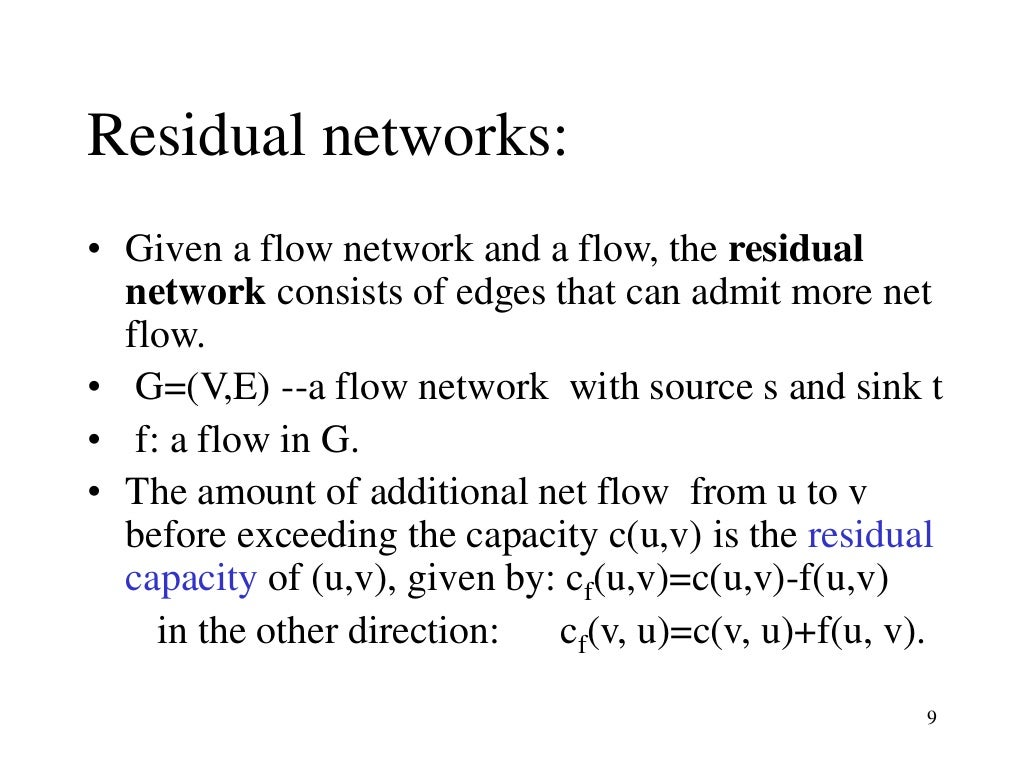 Residual networks:
• Given a flow network and a flow, the residual
network consists of edges that can admit more net
flow.
• G=(V,E) --a flow network  with source s and sink t
• f: a flow in G.
• The amount of additional net flow  from u to v
before exceeding the capacity c(u,v) is the residual
capacity of (u,v), given by: cf(u,v)=c(u,v)-f(u,v)
in the other direction: cf(v, u)=c(v, u)+f(u, v).
9